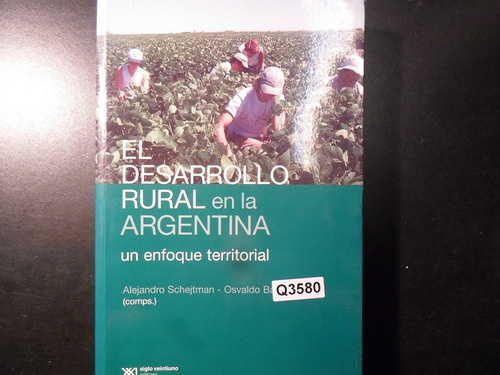 EL
DESARROLLO
RURAL en la
ARGENTINA
un enfoque territorial
Alejandro Schejtman - Osvaldo
(comps.)
Q3580
siglo veintiuno